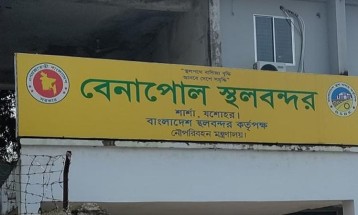 বেনাপোল স্থলবন্দর
শার্শা, যশোহর।
বাংলাদেশ স্থলবন্দর কর্তৃপক্ষ
নৌপরিবহন মন্ত্রণালয়।